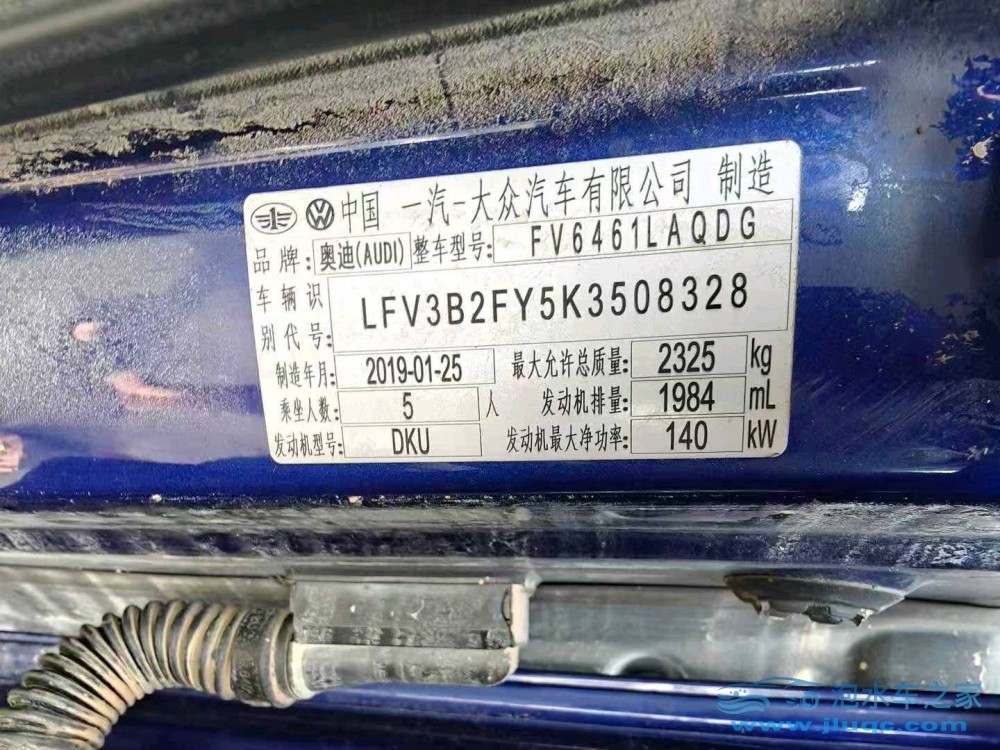 中国 一汽-大众汽车有限公司 制造
品牌: 奥迪(AUDI) 整车型号: FV6461LAQDG
车辆识别代号: LFV3B2FY5K3508328
制造年月: 2019-01-25 最大允许总质量: 2325 kg
乘坐人数: 5 人 发动机排量: 1984 mL
发动机型号: DKU 发动机最大净功率: 140 kW
泡水车之家
www.jluqc.com